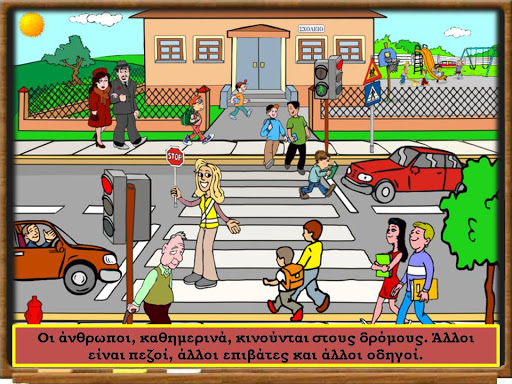 ΣΧΟΛΕΙΟ
STOP
Οι άνθρωποι, καθημερινά, κινούνται στους δρόμους. Άλλοι
είναι πεζοί, άλλοι επιβάτες και άλλοι οδηγοί.